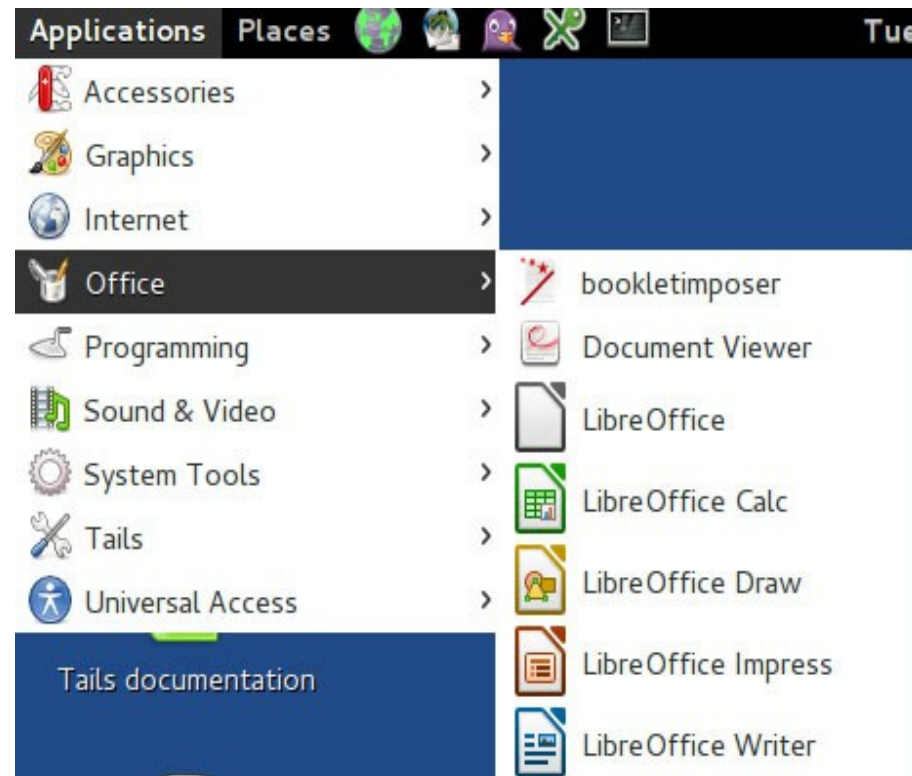 Applications Places Tue
Accessories
Graphics
Internet
Office
Programming
Sound & Video
System Tools
Tails
Universal Access
bookletimposer
Document Viewer
LibreOffice
LibreOffice Calc
LibreOffice Draw
LibreOffice Impress
LibreOffice Writer
Tails documentation